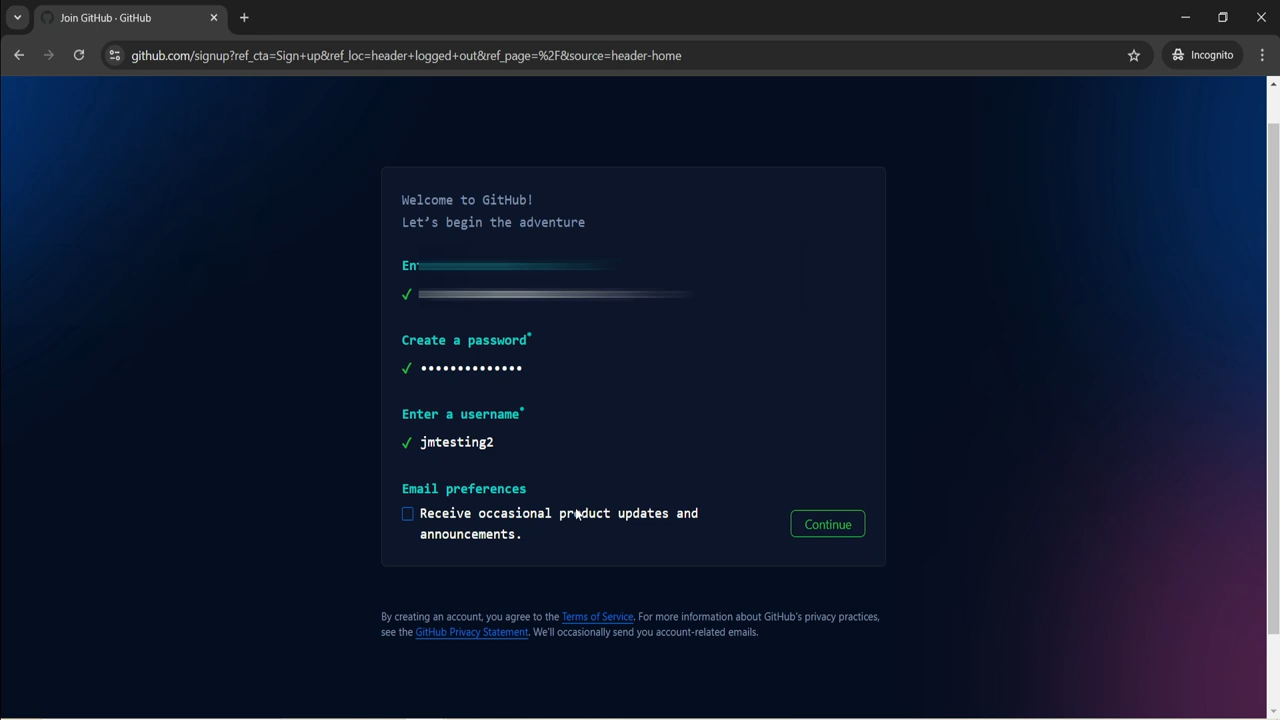 Join GitHub · GitHub
github.com/signup?ref_cta=Sign+up&ref_loc=header+logged+out&ref_page=%2F&source=header-home
Incognito
Welcome to GitHub!
Let’s begin the adventure
✓
Create a password*
✓ ••••••••••••••
Enter a username*
✓ jmtesting2
Email preferences
Receive occasional product updates and
announcements.
Continue
By creating an account, you agree to the Terms of Service. For more information about GitHub's privacy practices,
see the GitHub Privacy Statement. We'll occasionally send you account-related emails.